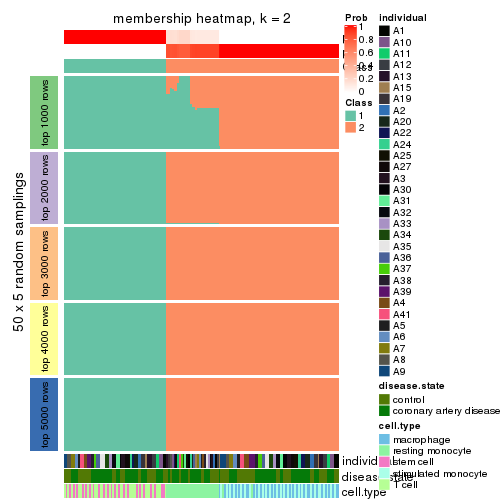 membership heatmap, k = 2
50 x 5 random samplings
top 1000 rows
top 2000 rows
top 3000 rows
top 4000 rows
top 5000 rows
Prob
1
0.8
0.6
0.4
0.2
0
Class
1
2
individual
A1
A10
A11
A12
A13
A15
A19
A2
A20
A22
A24
A25
A27
A3
A30
A31
A32
A33
A34
A35
A36
A37
A38
A39
A4
A41
A5
A6
A7
A8
A9
disease.state
control
coronary artery disease
cell.type
macrophage
resting monocyte
stem cell
stimulated monocyte
T cell
individual
disease.state
cell.type